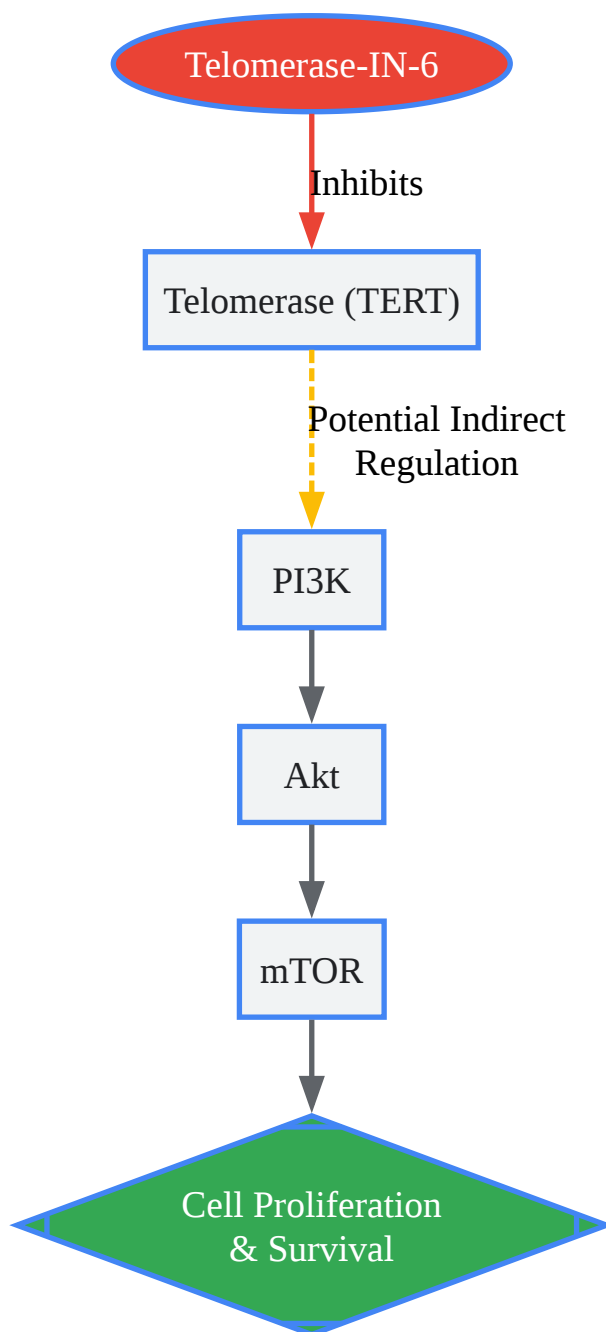 Telomerase-IN-6
Inhibits
Telomerase (TERT)
Potential Indirect
Regulation
PI3K
Akt
mTOR
Cell Proliferation
& Survival